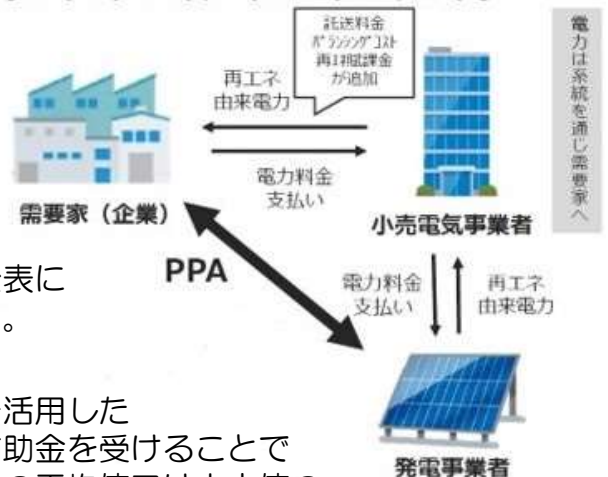 託送料金
バランシングコスト
再エネ賦課金
が追加
電力は系統を通じ需要家へ
再エネ
由来電力
電力料金
支払い
需要家（企業）
小売電気事業者
表に
PPA
。
電力料金
支払い
再エネ
由来電力
活用した
助金を受けることで
発電事業者